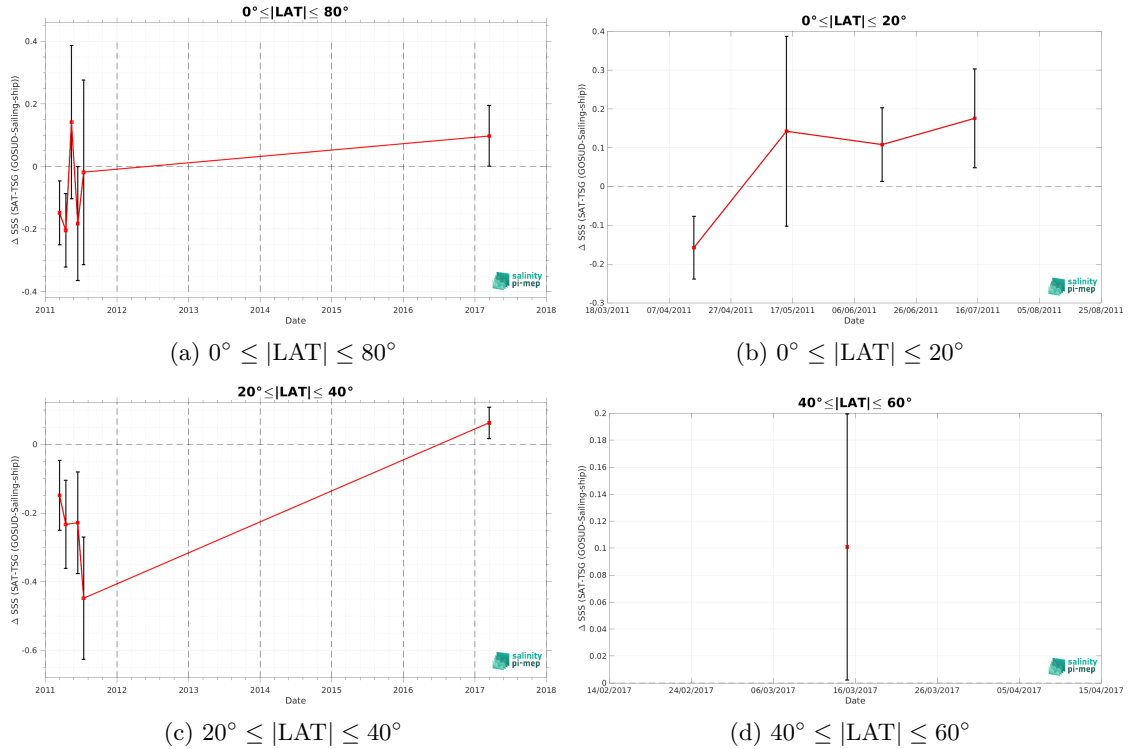 0°≤|LAT|≤ 80°
0.4
0.2
0
-0.2
-0.4
Δ SSS (SAT-TSG (GOSUD-Sailing-ship))
2011 2012 2013 2014 2015 2016 2017 2018
Date
salinity
pi-mep
(a) 0° ≤ |LAT| ≤ 80°
0°≤|LAT|≤ 20°
0.4
0.3
0.2
0.1
0
-0.1
-0.2
-0.3
Δ SSS (SAT-TSG (GOSUD-Sailing-ship))
18/03/2011 07/04/2011 27/04/2011 17/05/2011 06/06/2011 26/06/2011 16/07/2011 05/08/2011 25/08/2011
Date
salinity
pi-mep
(b) 0° ≤ |LAT| ≤ 20°
20°≤|LAT|≤ 40°
0
-0.2
-0.4
-0.6
Δ SSS (SAT-TSG (GOSUD-Sailing-ship))
2011 2012 2013 2014 2015 2016 2017 2018
Date
salinity
pi-mep
(c) 20° ≤ |LAT| ≤ 40°
40°≤|LAT|≤ 60°
0.2
0.18
0.16
0.14
0.12
0.1
0.08
0.06
0.04
0.02
0
Δ SSS (SAT-TSG (GOSUD-Sailing-ship))
14/02/2017 24/02/2017 06/03/2017 16/03/2017 26/03/2017 05/04/2017 15/04/2017
Date
salinity
pi-mep
(d) 40° ≤ |LAT| ≤ 60°